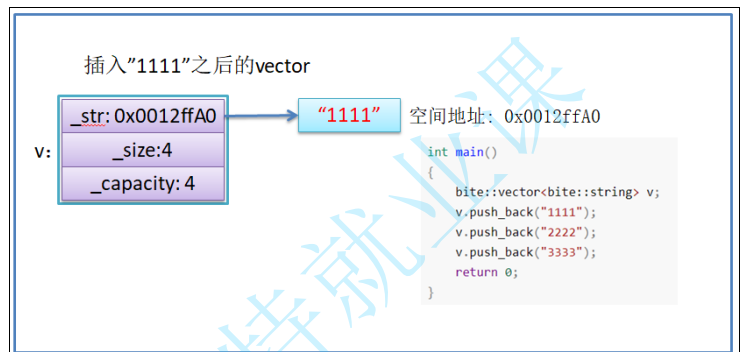 插入”1111”之后的vector
_str: 0x0012ffA0
“1111”
空间地址: 0x0012ffA0
v:
_size:4
_capacity: 4
int main()
{
bite::vector<bite::string> v;
v.push_back("1111");
v.push_back("2222");
v.push_back("3333");
return 0;
}
特就业课